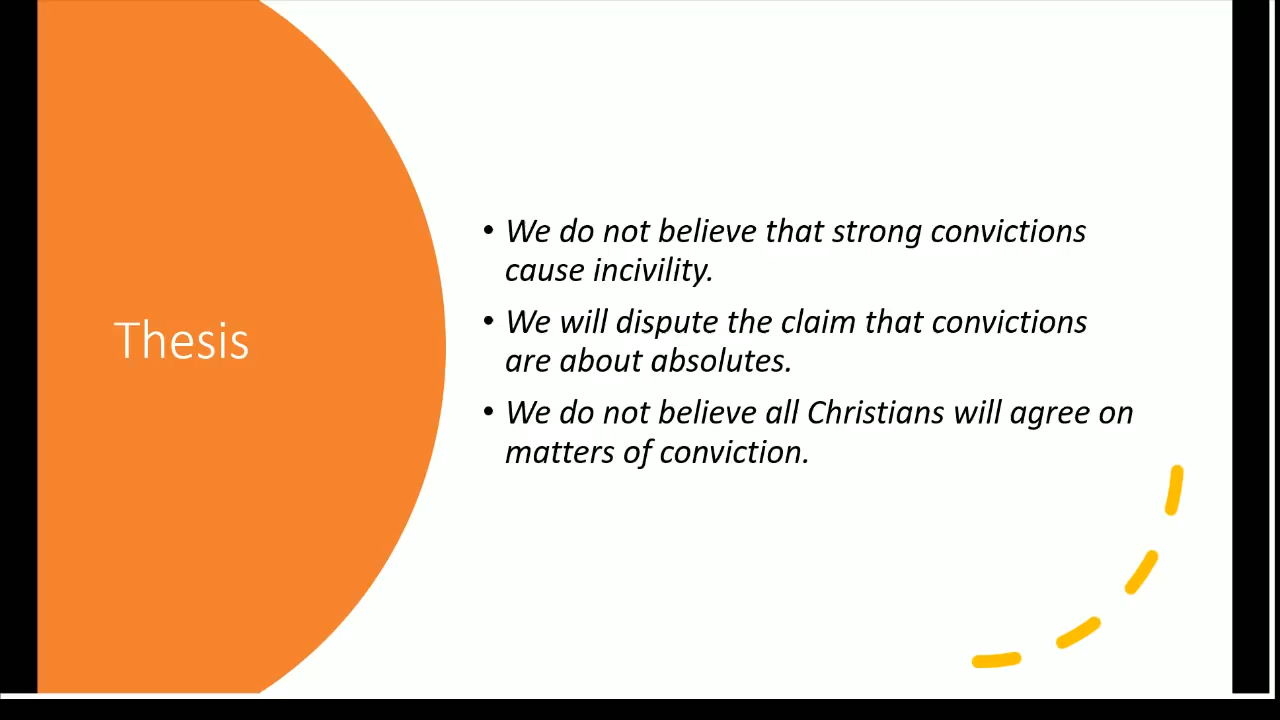 Thesis
• We do not believe that strong convictions
cause incivility.
• We will dispute the claim that convictions
are about absolutes.
• We do not believe all Christians will agree on
matters of conviction.